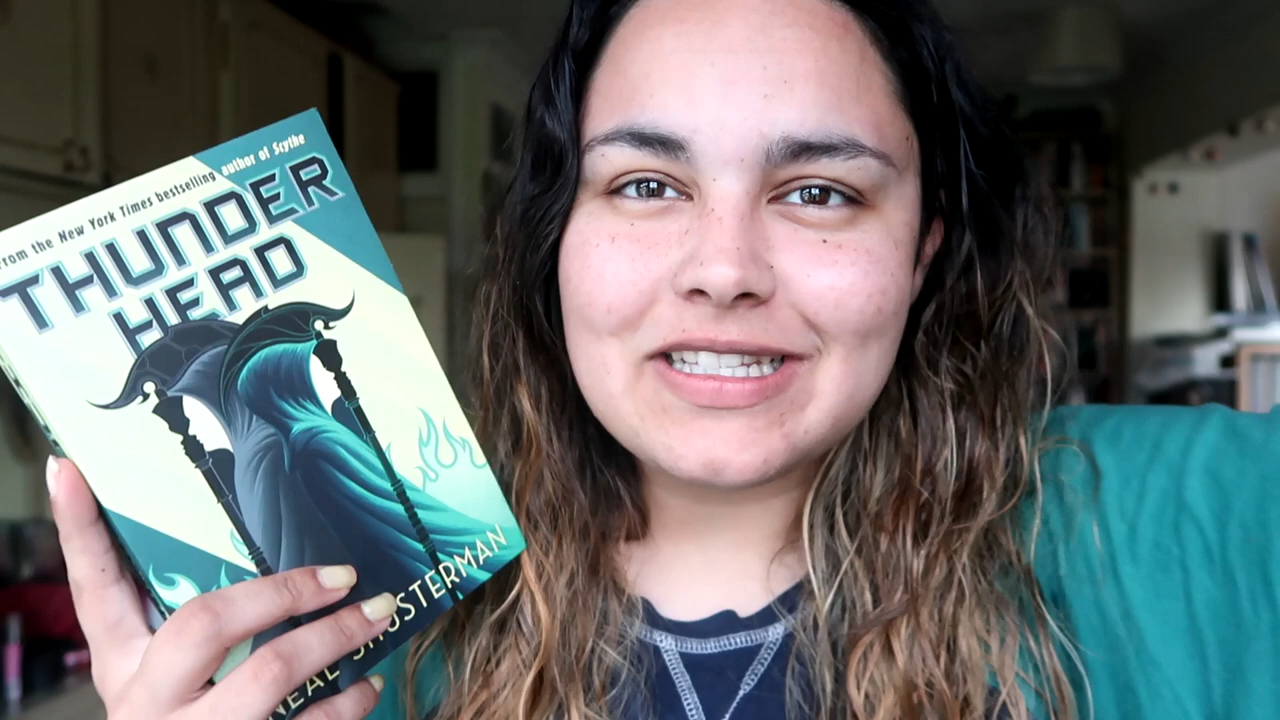 From the New York Times bestselling author of Scythe
THUNDER
HEAD
NEAL SHUSTERMAN